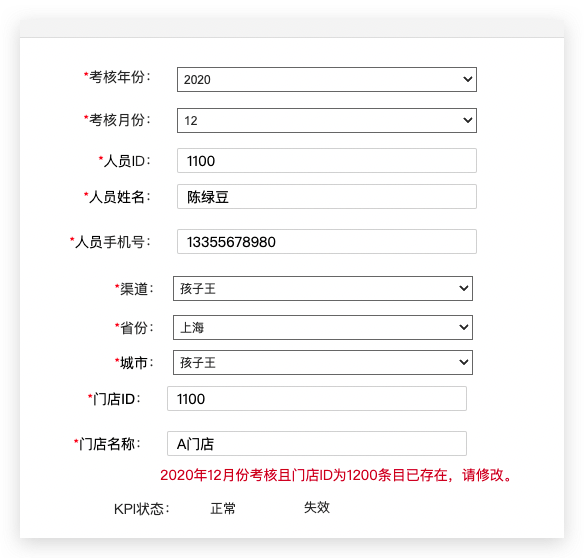 *考核年份： 2020
*考核月份： 12
*人员ID： 1100
*人员姓名： 陈绿豆
*人员手机号： 13355678980
*渠道： 孩子王
*省份： 上海
*城市： 孩子王
*门店ID： 1100
*门店名称： A门店
2020年12月份考核且门店ID为1200条目已存在，请修改。
KPI状态： 正常 失效